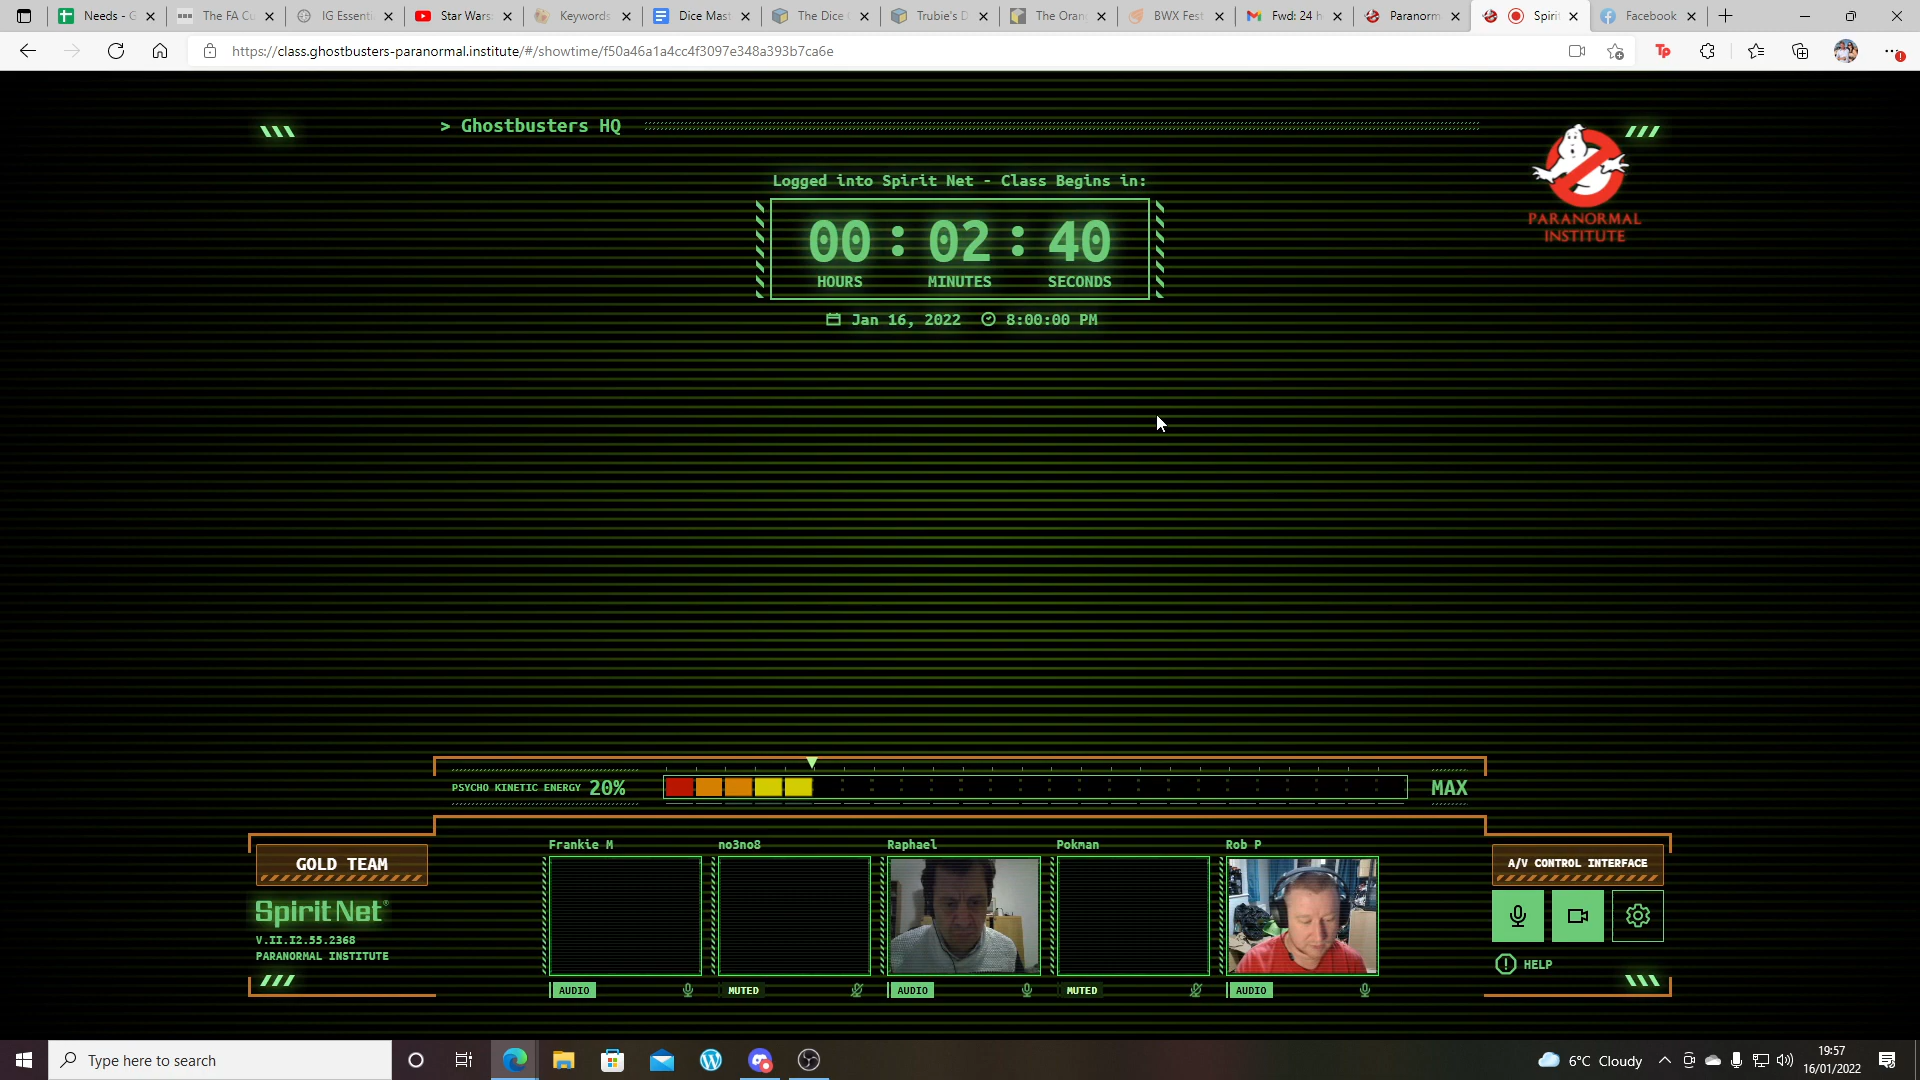 Needs - G
The FA Cu
IG Essenti
Star Wars:
Keywords
Dice Mast
The Dice
Trubie's D
The Oran
BWX Fest
Fwd: 24 h
Paranorm
Spirit
Facebook
https://class.ghostbusters-paranormal.institute/#/showtime/f50a46a1a4cc4f3097e348a393b7ca6e
> Ghostbusters HQ
Logged into Spirit Net - Class Begins in:
00 : 02 : 40
HOURS MINUTES SECONDS
Jan 16, 2022 8:00:00 PM
PARANORMAL
INSTITUTE
PSYCHO KINETIC ENERGY 20% MAX
GOLD TEAM
Spirit Net®
V.II.I2.55.2368
PARANORMAL INSTITUTE
Frankie M
no3no8
Raphael
Pokman
Rob P
AUDIO
MUTED
AUDIO
MUTED
AUDIO
A/V CONTROL INTERFACE
HELP
Type here to search
6°C Cloudy
19:57
16/01/2022